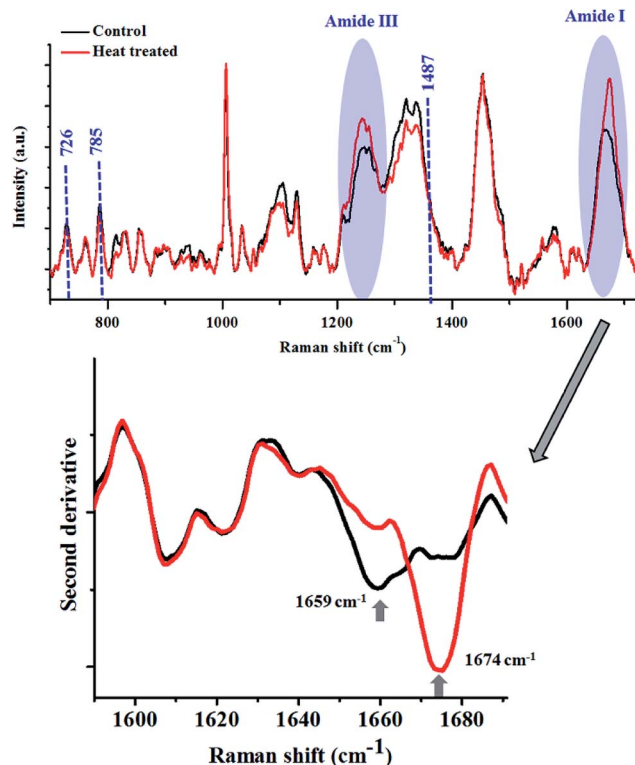 Amide III
Amide I
Control
Heat treated
726
785
1487
Intensity (a.u.)
800
1000
1200
1400
1600
Raman shift (cm⁻¹)
Second derivative
1659 cm⁻¹
1674 cm⁻¹
1600
1620
1640
1660
1680
Raman shift (cm⁻¹)